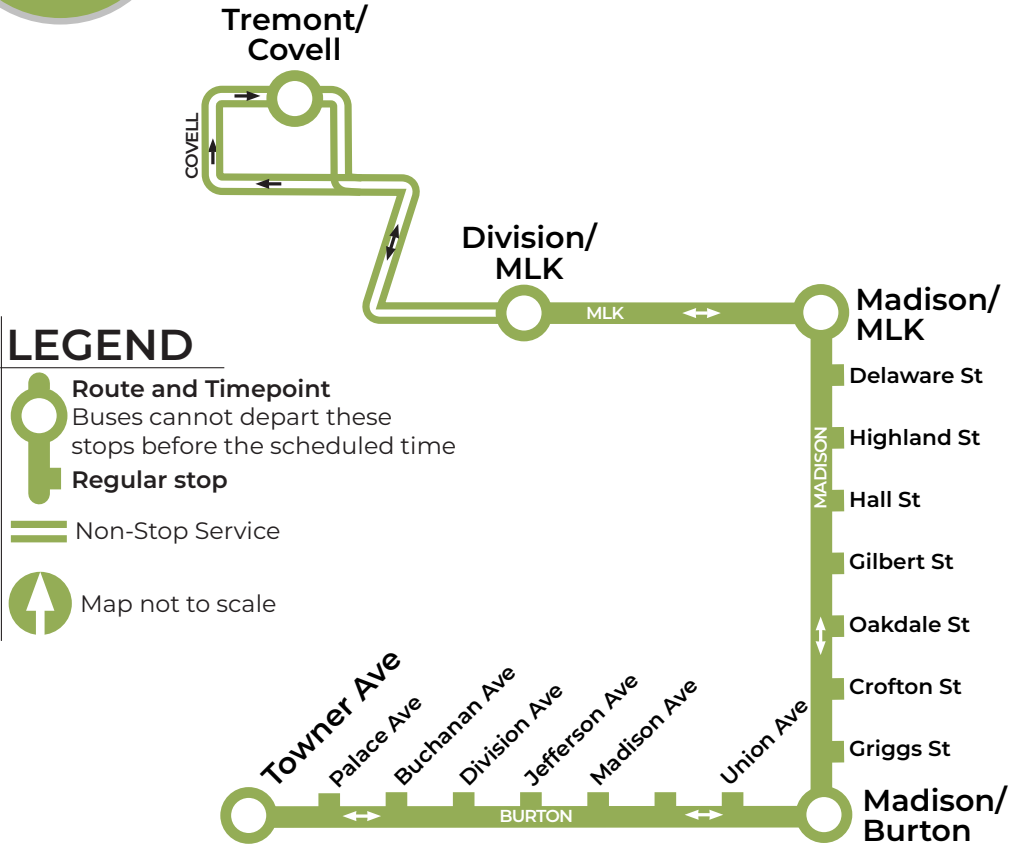 Tremont/
Covell
COVELL
Division/
MLK
MLK
Madison/
MLK
LEGEND
Route and Timepoint
Buses cannot depart these
stops before the scheduled time
Regular stop
Non-Stop Service
Map not to scale
Delaware St
Highland St
MADISON
Hall St
Gilbert St
Oakdale St
Crofton St
Griggs St
Towner Ave
Palace Ave
Buchanan Ave
Division Ave
Jefferson Ave
Madison Ave
Union Ave
BURTON
Madison/
Burton